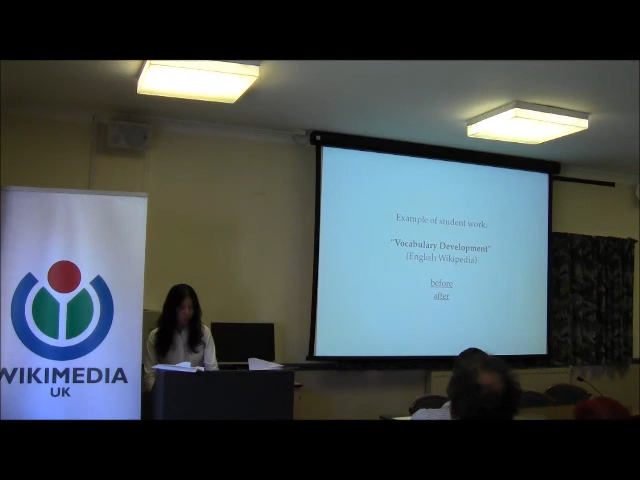 Example of student work:
"Vocabulary Development"
(English Wikipedia)
before
after
WIKIMEDIA
UK